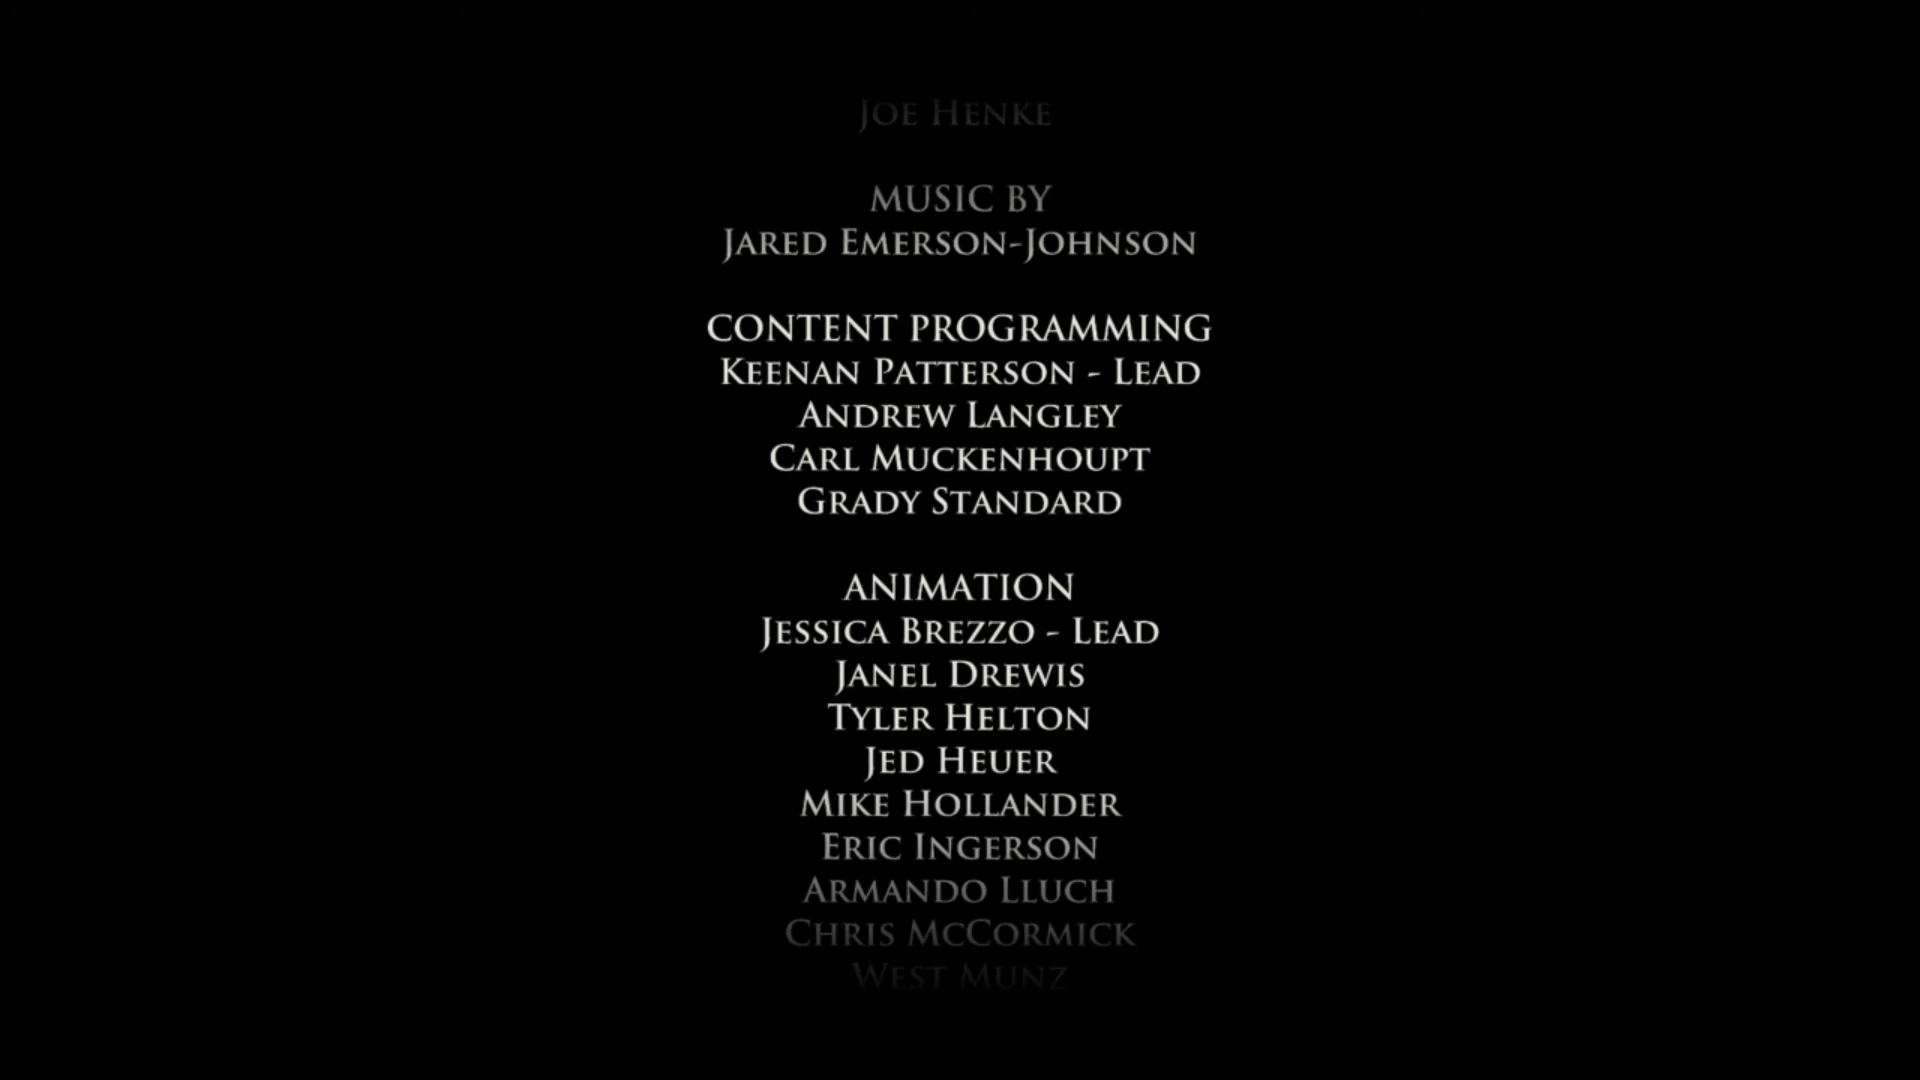 Joe Henke
MUSIC BY
Jared Emerson-Johnson
CONTENT PROGRAMMING
Keenan Patterson - Lead
Andrew Langley
Carl Muckenhoupt
Grady Standard
ANIMATION
Jessica Brezzo - Lead
Janel Drewis
Tyler Helton
Jed Heuer
Mike Hollander
Eric Ingerson
Armando Lluch
Chris McCormick
West Munz